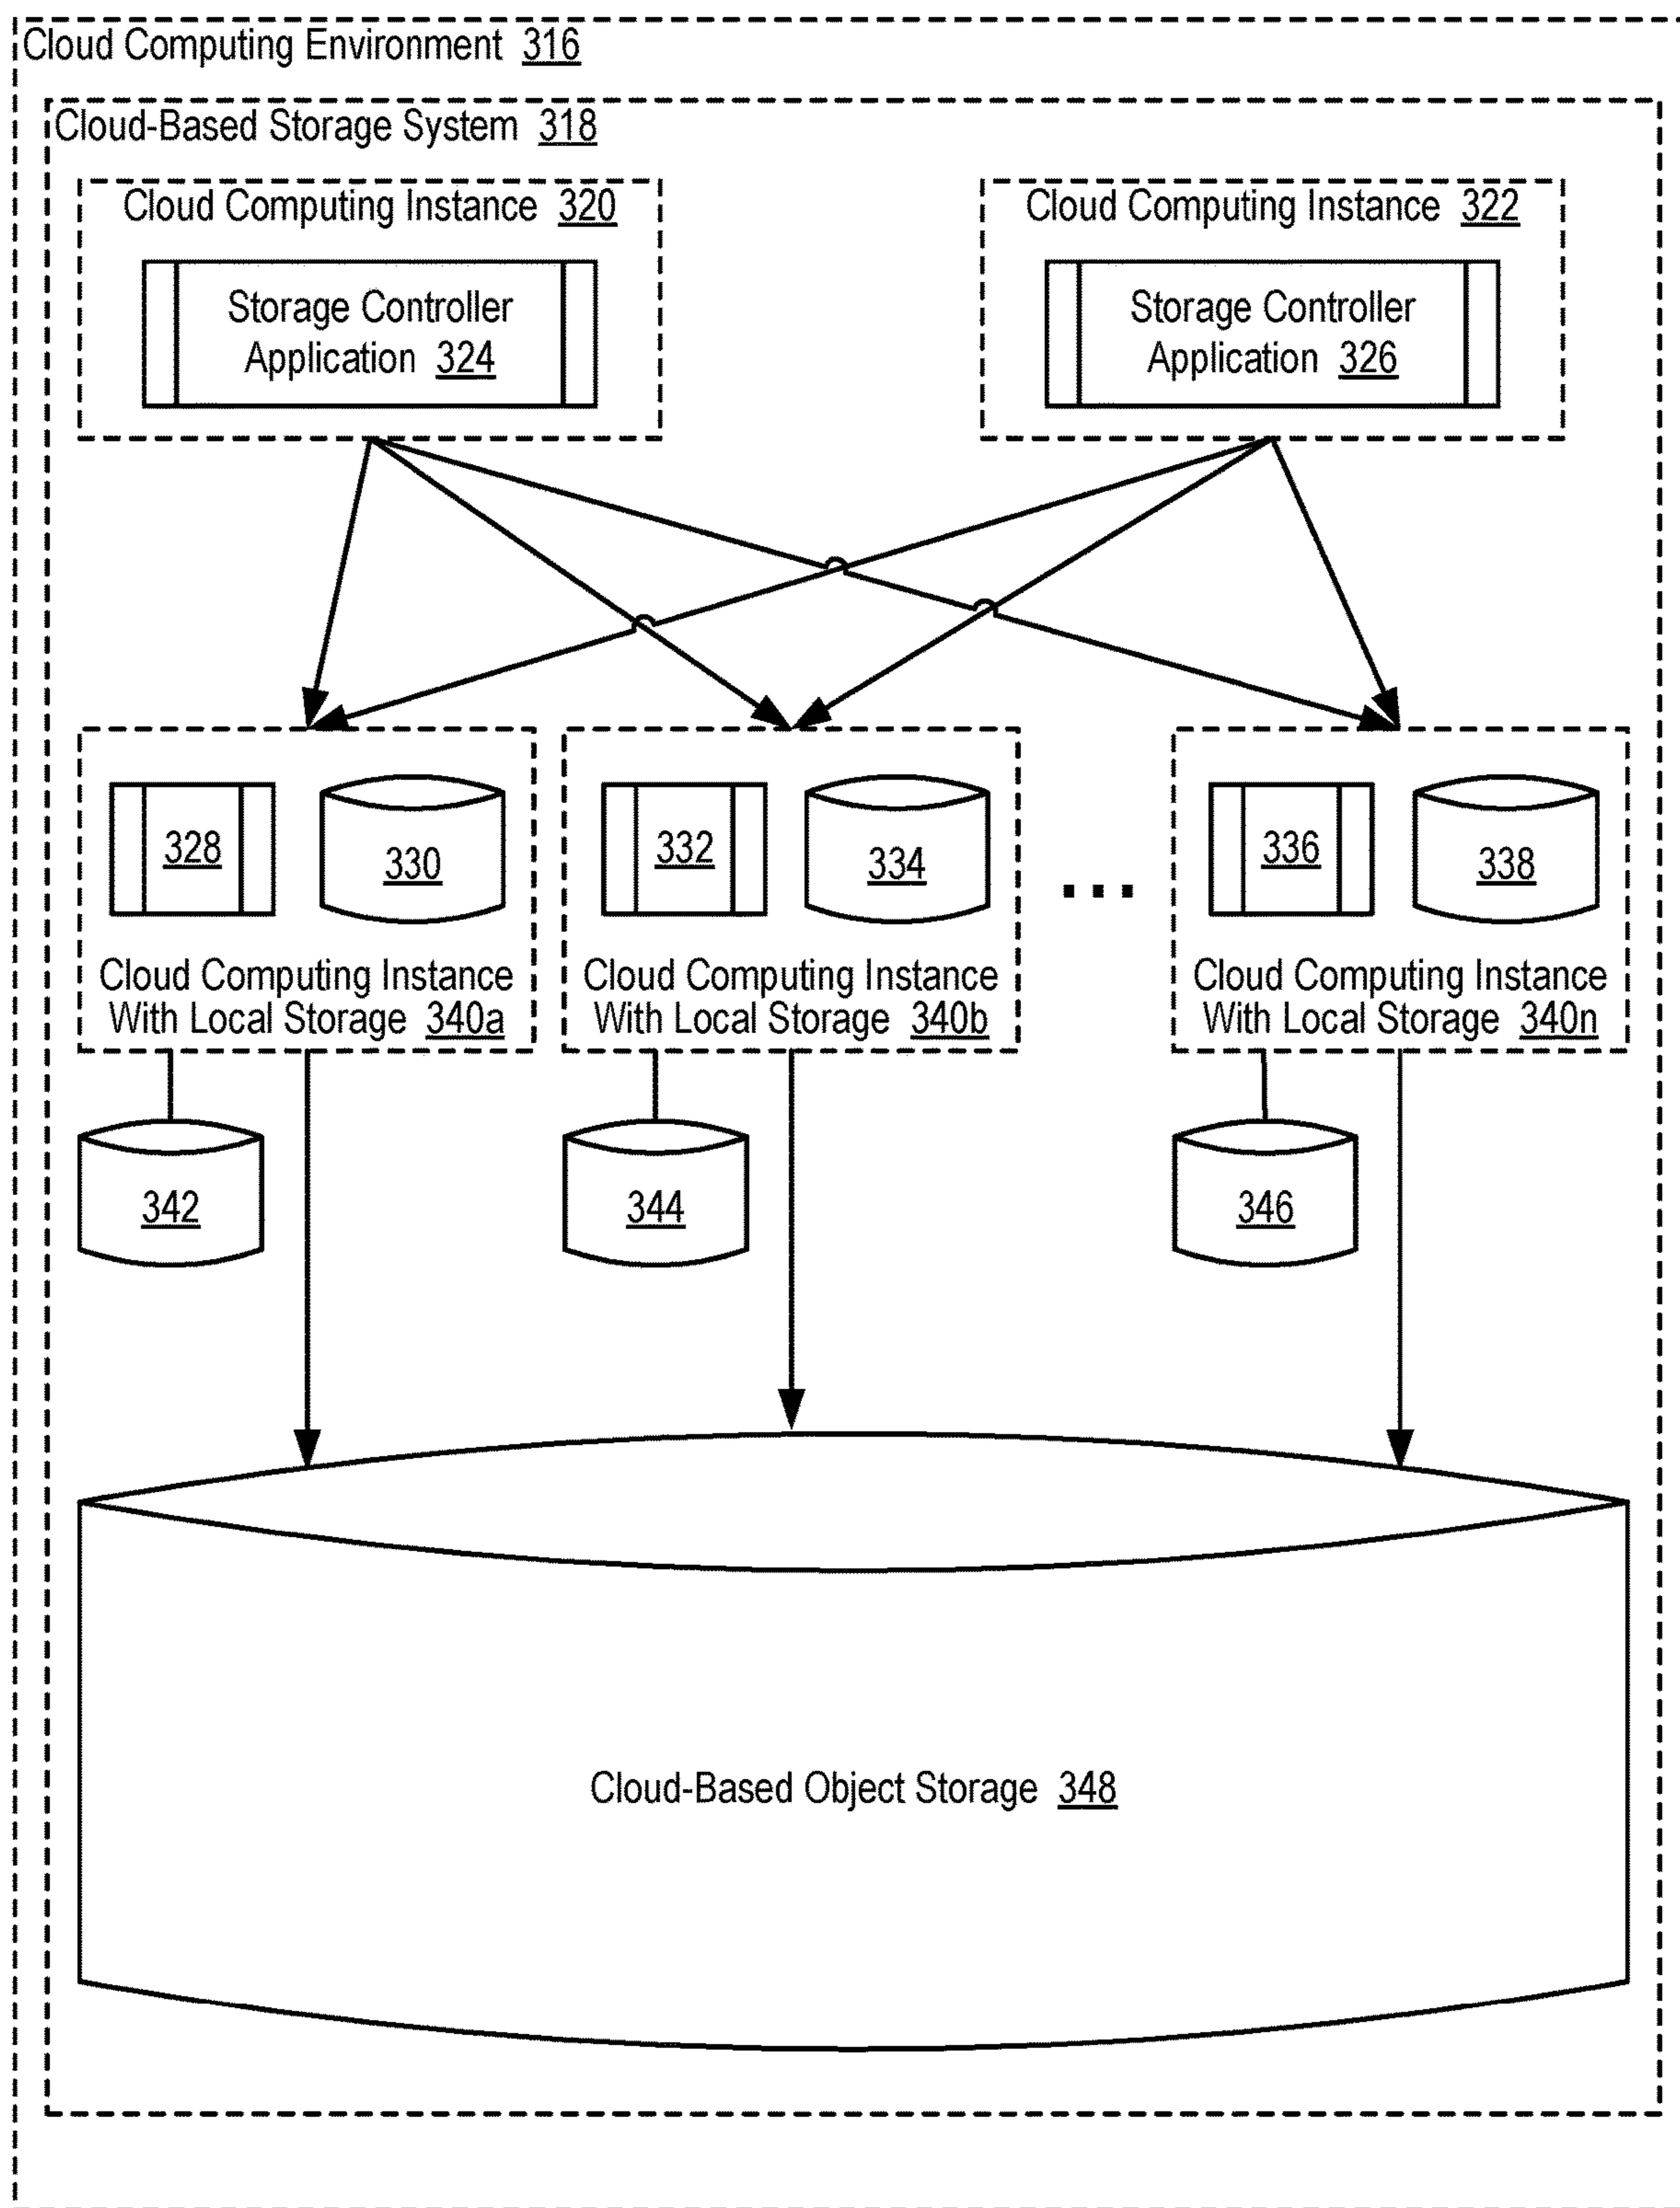 Cloud Computing Environment 316
Cloud-Based Storage System 318
Cloud Computing Instance 320
Storage Controller
Application 324
Cloud Computing Instance 322
Storage Controller
Application 326
328
330
Cloud Computing Instance
With Local Storage 340a
332
334
Cloud Computing Instance
With Local Storage 340b
...
336
338
Cloud Computing Instance
With Local Storage 340n
342
344
346
Cloud-Based Object Storage 348